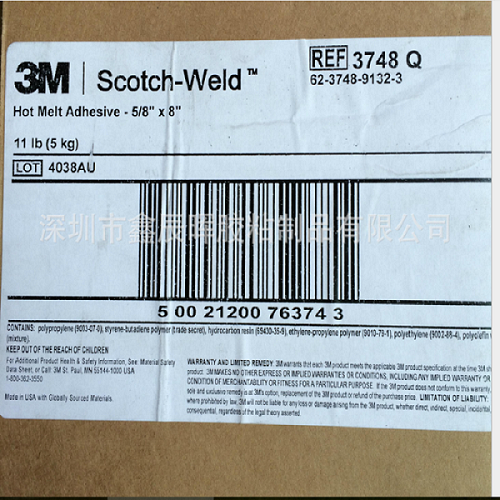 REF 3748 Q
62-3748-9132-3
3M Scotch-Weld™
Hot Melt Adhesive - 5/8" x 8"
11 lb (5 kg)
LOT 4038AU
深圳市鑫辰晖胶粘制品有限公司
5 00 21200 76374 3
CONTAINS: polypropylene (9003-07-0), styrene-butadiene polymer (trade secret), hydrocarbon resin (69430-35-9), ethylene-propylene polymer (9010-79-1), polyethylene (9002-88-4), polyolefin
(mixture).
KEEP OUT OF THE REACH OF CHILDREN
For Additional Product Health & Safety Information, See Material Safety
Data Sheet, or Call 3M St. Paul, MN 55144-1000 USA
1-800-362-3550
Made in USA with Globally Sourced Materials.
WARRANTY AND LIMITED REMEDY: 3M warrants that each 3M product meets the applicable 3M product specification at the time 3M
product. 3M MAKES NO OTHER EXPRESS OR IMPLIED WARRANTIES OR CONDITIONS, INCLUDING ANY IMPLIED WARRANTY
CONDITION OF MERCHANTABILITY OR FITNESS FOR A PARTICULAR PURPOSE. If the 3M product does not conform to this warranty,
sole and exclusive remedy is at 3M's option, replacement of the 3M product or refund of the purchase price. LIMITATION OF LIABILITY:
where prohibited by law, 3M will not be liable for any loss or damage arising from the 3M product, whether direct, indirect, special, incidental
consequential, regardless of the legal theory asserted.